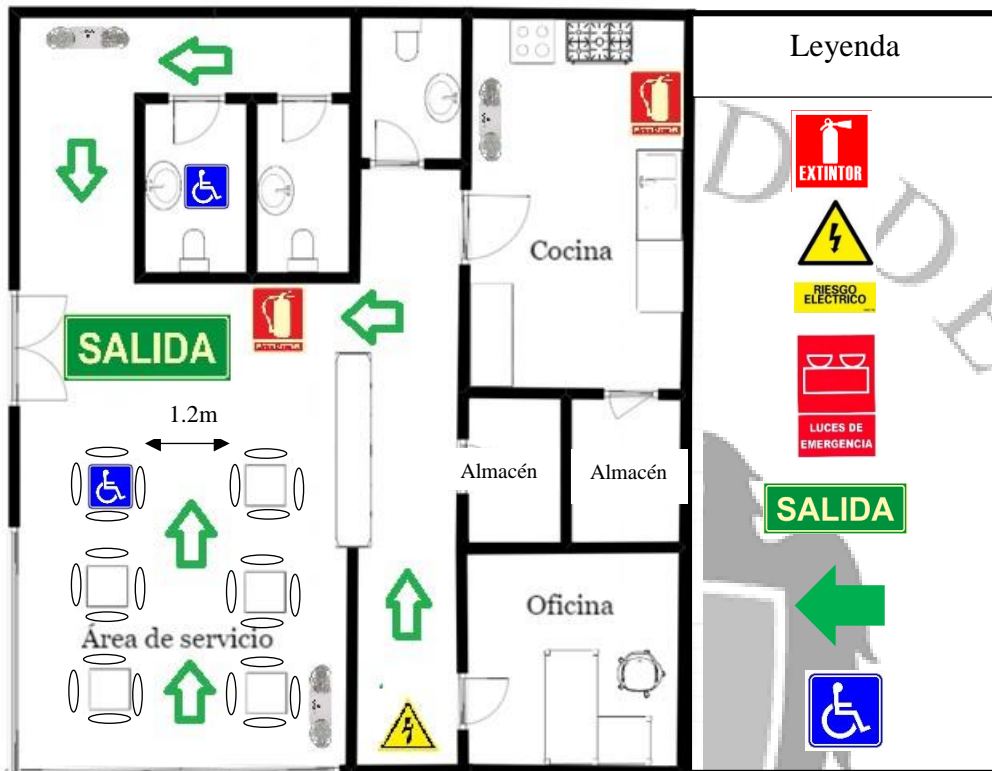 Leyenda
EXTINTOR
RIESGO
ELÉCTRICO
LUCES DE
EMERGENCIA
SALIDA
Cocina
SALIDA
1.2m
Almacén
Almacén
Oficina
Área de servicio
D
D
E